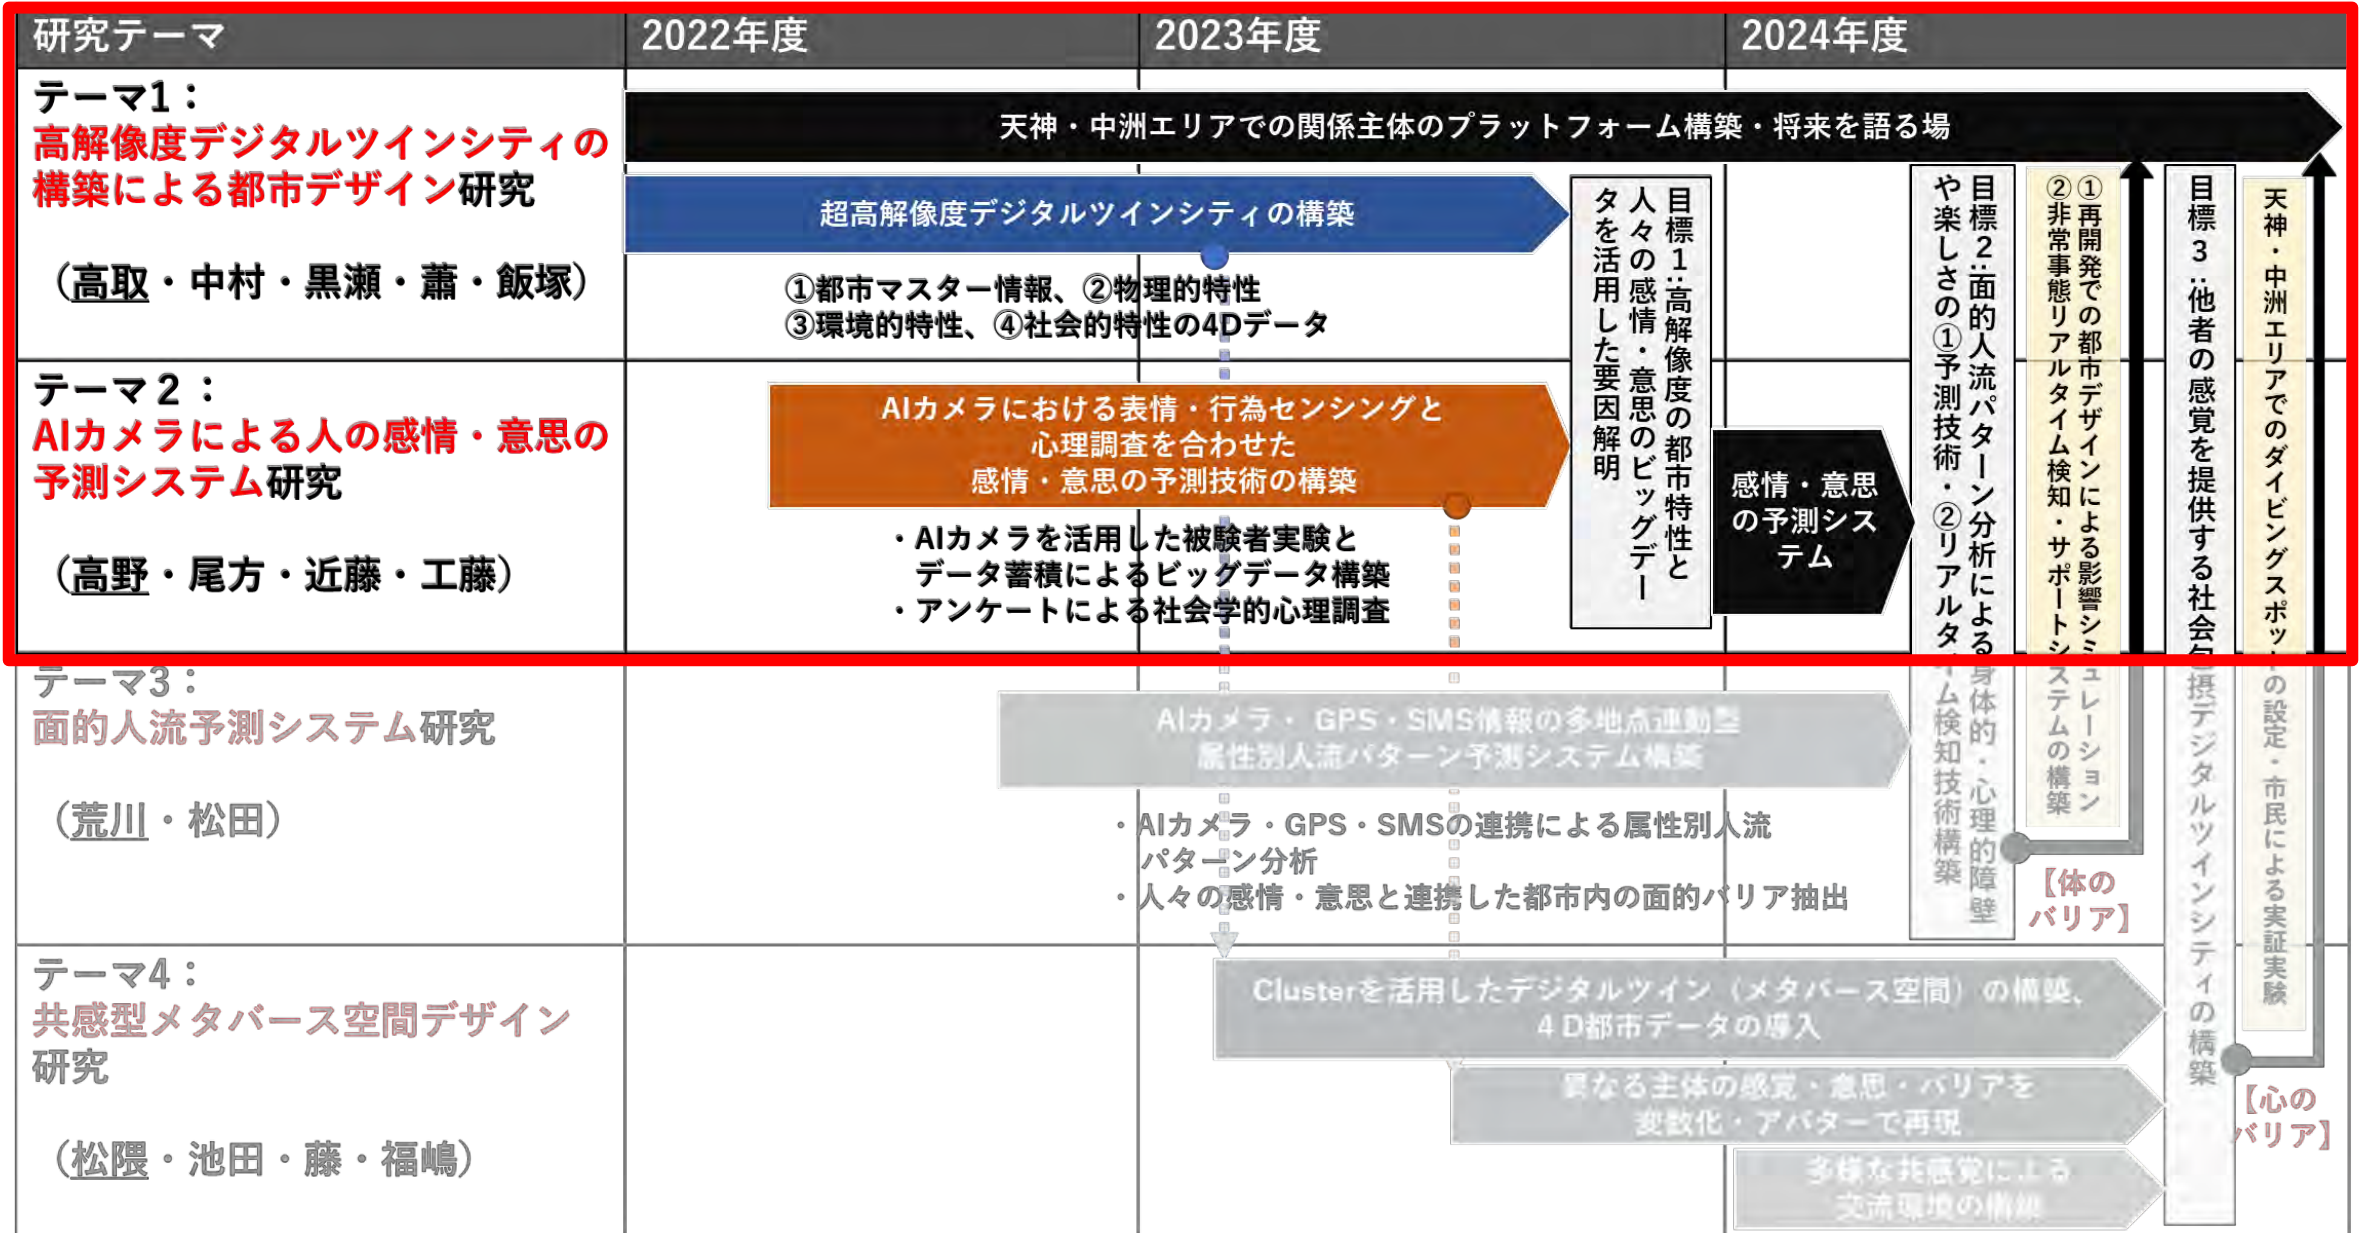 研究テーマ
2022年度
2023年度
2024年度
テーマ1：
高解像度デジタルツインシティの
構築による都市デザイン研究
（高取・中村・黒瀬・蕭・飯塚）
天神・中洲エリアでの関係主体のプラットフォーム構築・将来を語る場
超高解像度デジタルツインシティの構築
①都市マスター情報、②物理的特性
③環境的特性、④社会的特性の4Dデータ
テーマ２：
AIカメラによる人の感情・意思の
予測システム研究
（高野・尾方・近藤・工藤）
AIカメラにおける表情・行為センシングと
心理調査を合わせた
感情・意思の予測技術の構築
・AIカメラを活用した被験者実験と
データ蓄積によるビッグデータ構築
・アンケートによる社会学的心理調査
目標１：高解像度の都市特性と
人々の感情・意思のビッグデー
タを活用した要因解明
感情・意思
の予測シス
テム
目標２：面的人流パターン分析による身体的・心理的障壁
や楽しさの①予測技術・②リアルタイム検知技術構築
①再開発での都市デザインによる影響シミュレーション
②非常事態リアルタイム検知・サポートシステムの構築
目標３：他者の感覚を提供する社会包摂デジタルツインシティの構築
天神・中洲エリアでのダイビングスポットの設定・市民による実証実験
テーマ3：
面的人流予測システム研究
（荒川・松田）
AIカメラ・ GPS・SMS情報の多地点連動型
属性別人流パターン予測システム構築
・AIカメラ・GPS・SMSの連携による属性別人流
パターン分析
・人々の感情・意思と連携した都市内の面的バリア抽出
【体の
バリア】
テーマ4：
共感型メタバース空間デザイン
研究
（松隈・池田・藤・福嶋）
Clusterを活用したデジタルツイン（メタバース空間）の構築、
４D都市データの導入
異なる主体の感覚・意思・バリアを
変数化・アバターで再現
多様な共感覚による
交流環境の構築
【心の
バリア】